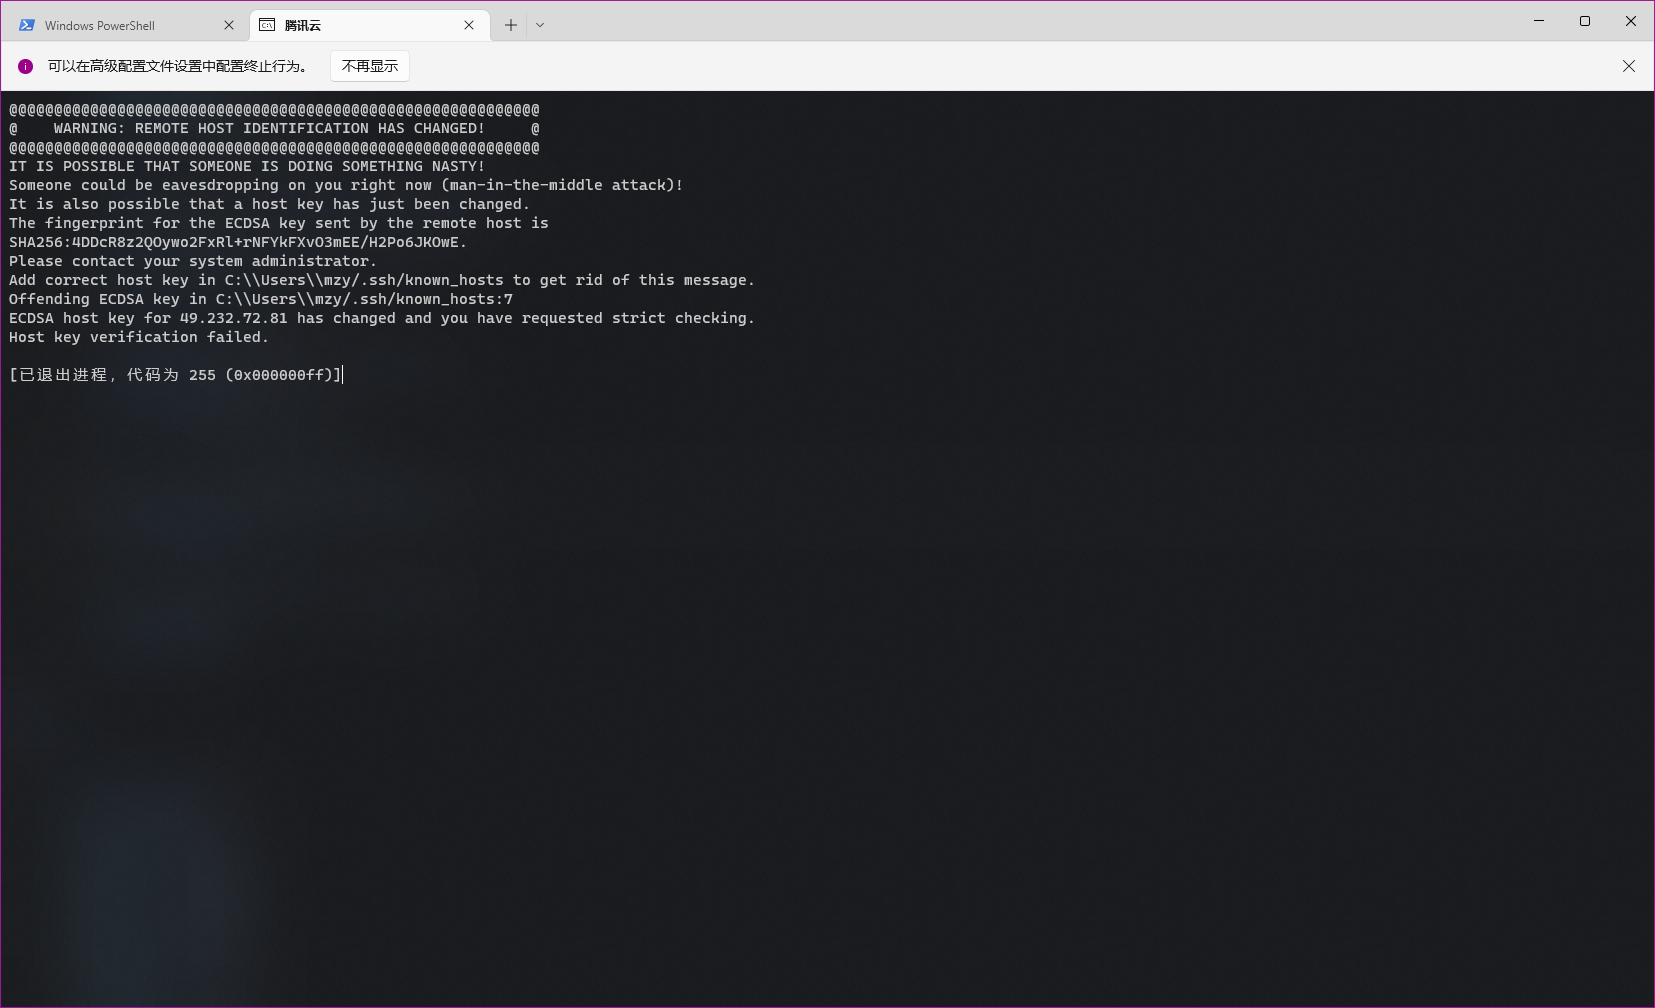 Windows PowerShell
腾讯云
可以在高级配置文件设置中配置终止行为。 不再显示
@@@@@@@@@@@@@@@@@@@@@@@@@@@@@@@@@@@@@@@@@@@@@@@@@@@@@@@@@@@
@    WARNING: REMOTE HOST IDENTIFICATION HAS CHANGED!     @
@@@@@@@@@@@@@@@@@@@@@@@@@@@@@@@@@@@@@@@@@@@@@@@@@@@@@@@@@@@
IT IS POSSIBLE THAT SOMEONE IS DOING SOMETHING NASTY!
Someone could be eavesdropping on you right now (man-in-the-middle attack)!
It is also possible that a host key has just been changed.
The fingerprint for the ECDSA key sent by the remote host is
SHA256:4DDcR8z2QOywo2FxRl+rNFYkFXvO3mEE/H2Po6JKOwE.
Please contact your system administrator.
Add correct host key in C:\\Users\\mzy/.ssh/known_hosts to get rid of this message.
Offending ECDSA key in C:\\Users\\mzy/.ssh/known_hosts:7
ECDSA host key for 49.232.72.81 has changed and you have requested strict checking.
Host key verification failed.
[已退出进程，代码为 255 (0x000000ff)]